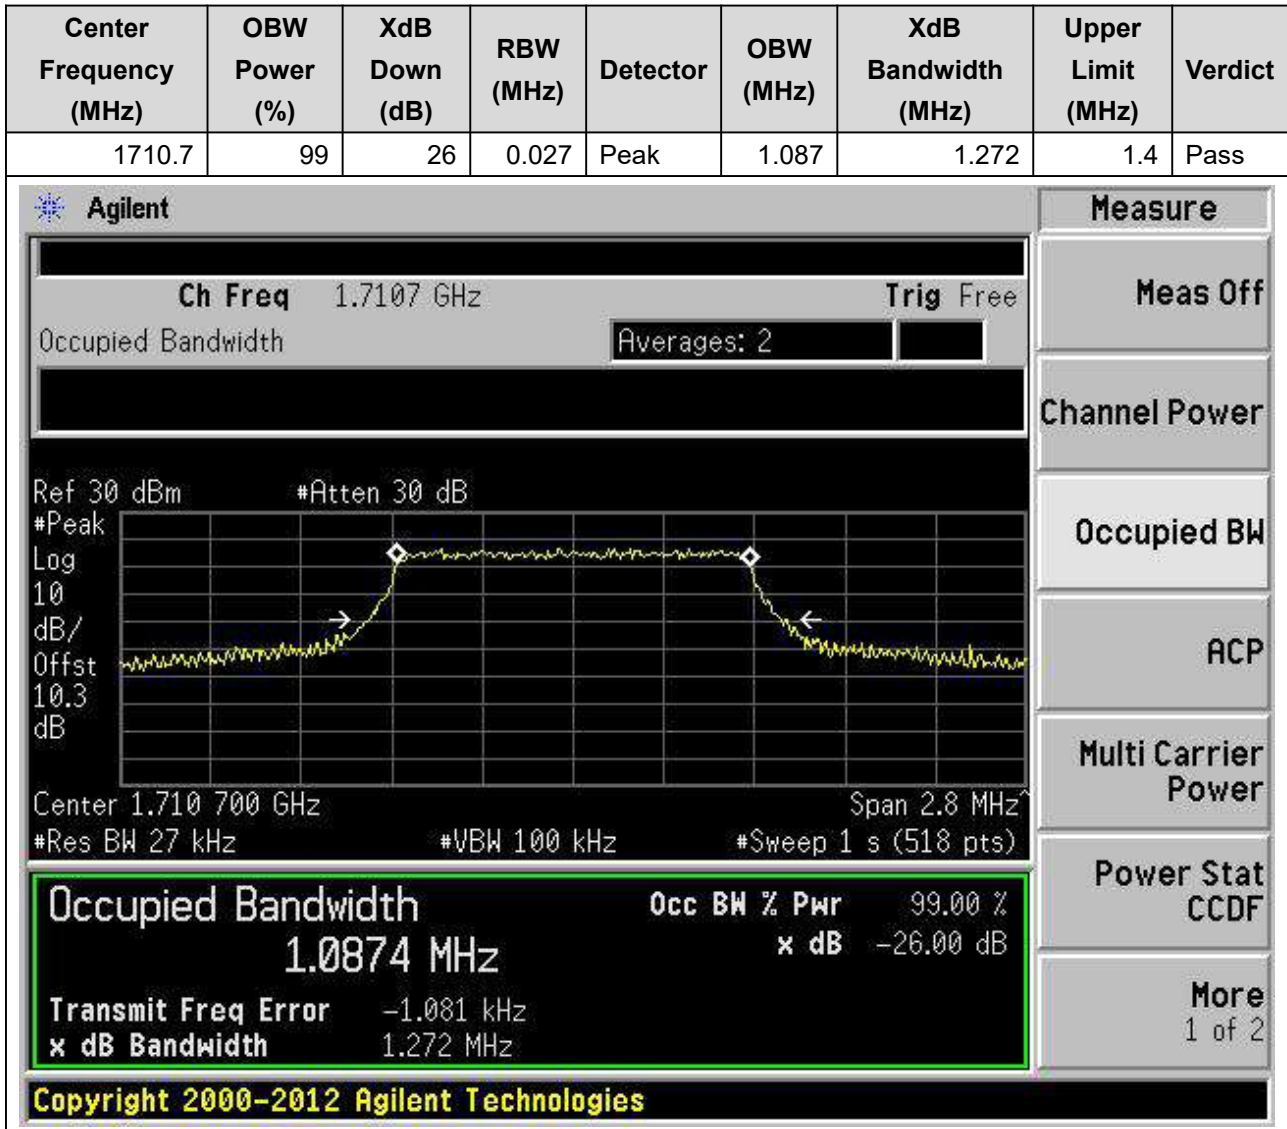 Center Frequency (MHz) OBW Power (%) XdB Down (dB) RBW (MHz) Detector OBW (MHz) XdB Bandwidth (MHz) Upper Limit (MHz) Verdict
1710.7 99 26 0.027 Peak 1.087 1.272 1.4 Pass
Agilent
Measure
Ch Freq 1.7107 GHz Trig Free
Meas Off
Occupied Bandwidth Averages: 2
Channel Power
Ref 30 dBm #Atten 30 dB
#Peak
Log
10
dB/
Offst
10.3
dB
Occupied BW
ACP
Multi Carrier
Power
Center 1.710 700 GHz Span 2.8 MHz^
#Res BW 27 kHz #VBW 100 kHz #Sweep 1 s (518 pts)
Power Stat
CCDF
Occupied Bandwidth Occ BW % Pwr 99.00 %
1.0874 MHz x dB -26.00 dB
Transmit Freq Error -1.081 kHz
x dB Bandwidth 1.272 MHz
More
1 of 2
Copyright 2000-2012 Agilent Technologies